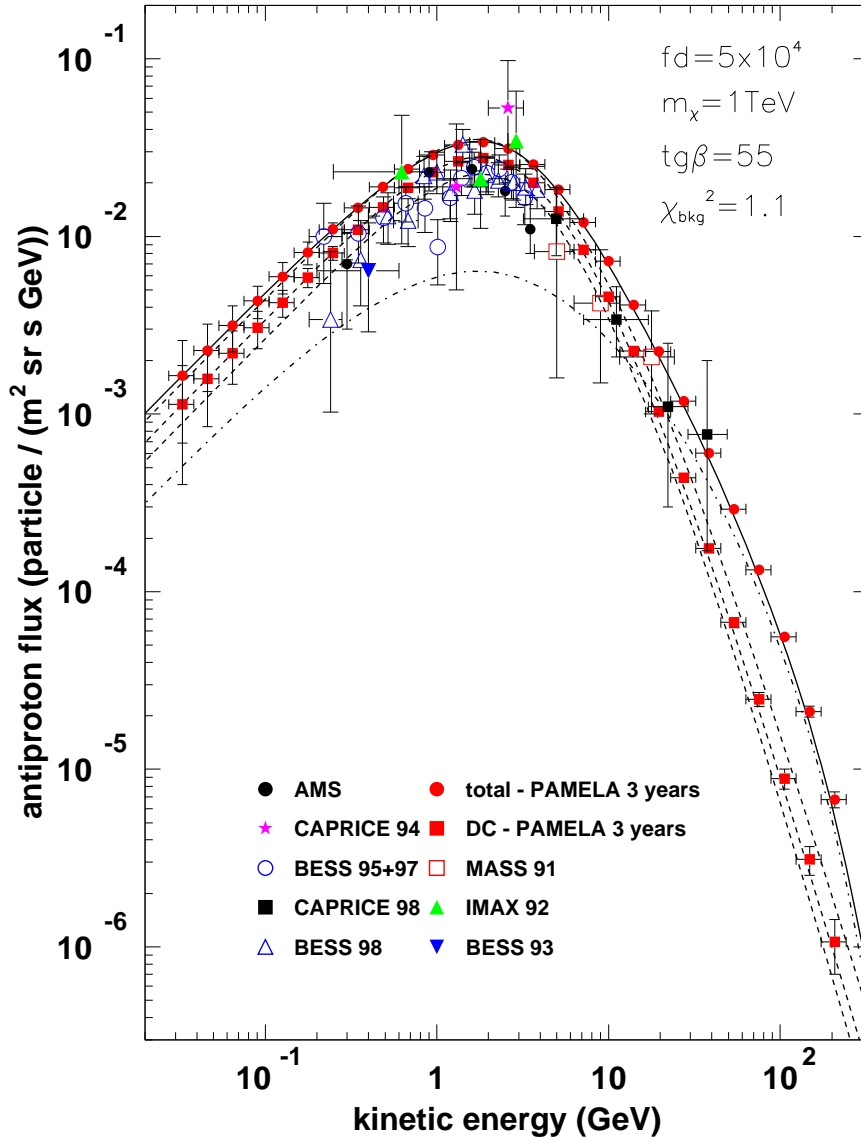 fd=5x10⁴
mχ=1TeV
tgβ=55
χbkg²=1.1
10⁻¹
10⁻²
10⁻³
10⁻⁴
10⁻⁵
10⁻⁶
antiproton flux (particle / (m² sr s GeV))
AMS
total - PAMELA 3 years
CAPRICE 94
DC - PAMELA 3 years
BESS 95+97
MASS 91
CAPRICE 98
IMAX 92
BESS 98
BESS 93
10⁻¹ 1 10 10²
kinetic energy (GeV)